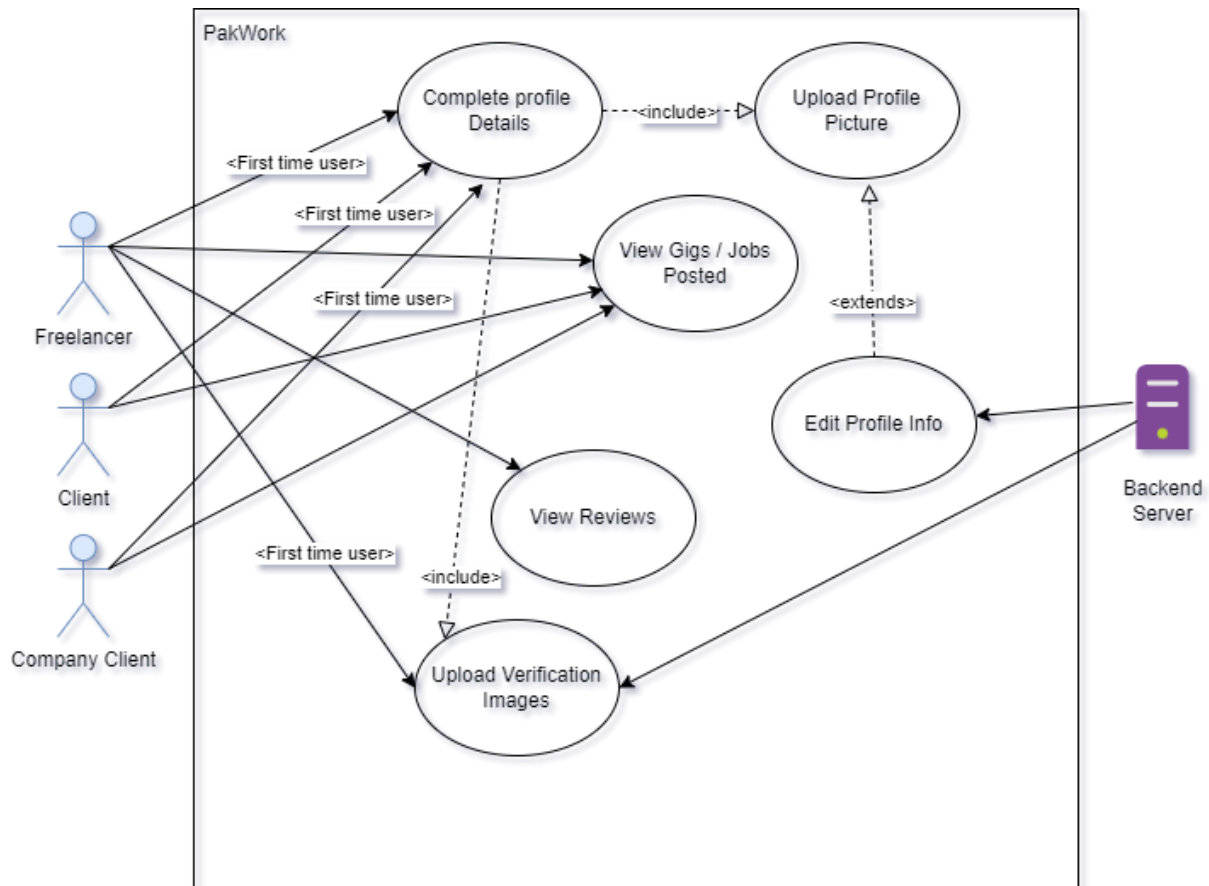 PakWork
Complete profile
Details
<include>
Upload Profile
Picture
<First time user>
<First time user>
View Gigs / Jobs
Posted
<First time user>
<extends>
Freelancer
Edit Profile Info
Client
Backend
Server
View Reviews
<First time user>
<include>
Company Client
Upload Verification
Images